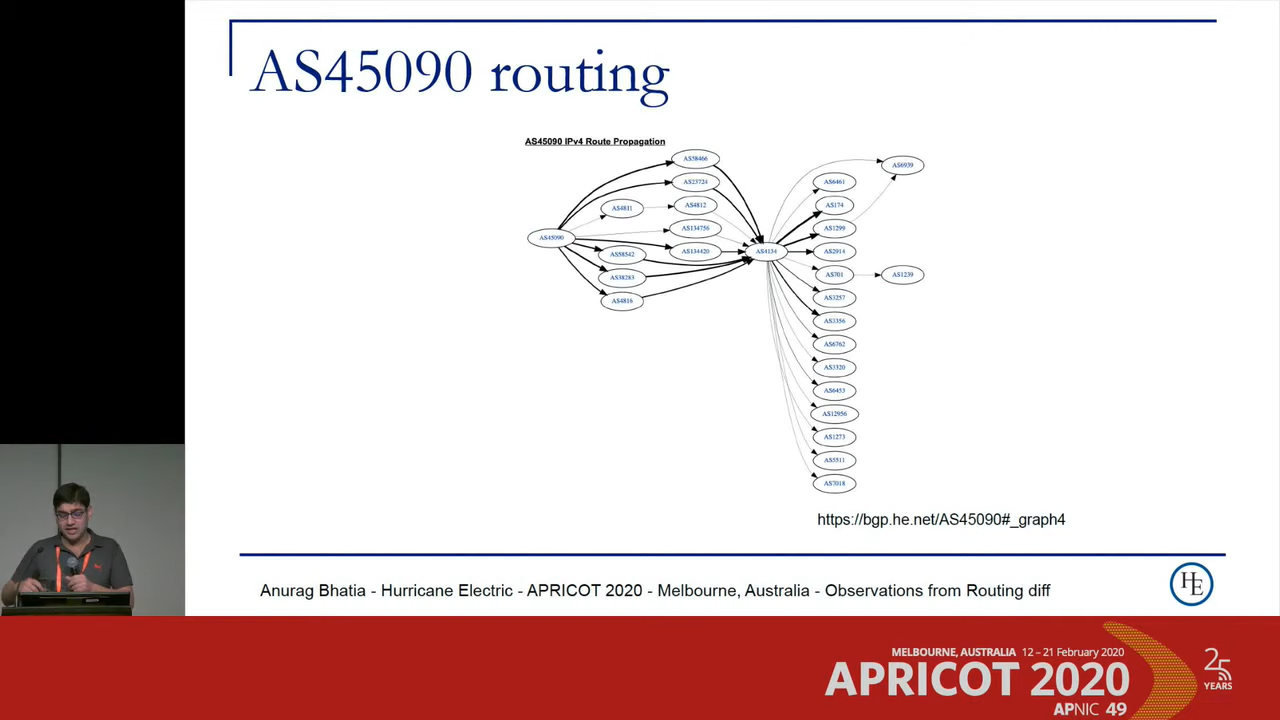 AS45090 routing
AS45090 IPv4 Route Propagation
AS58466
AS6939
AS23724
AS6461
AS4811
AS4812
AS174
AS134756
AS1299
AS45090
AS58542
AS134420
AS4134
AS2914
AS38283
AS701
AS1239
AS4816
AS3257
AS3356
AS6762
AS3320
AS6453
AS12956
AS1273
AS5511
AS7018
https://bgp.he.net/AS45090#_graph4
Anurag Bhatia - Hurricane Electric - APRICOT 2020 - Melbourne, Australia - Observations from Routing diff
HE
MELBOURNE, AUSTRALIA 12 – 21 February 2020
APRICOT 2020
APNIC 49
25
YEARS